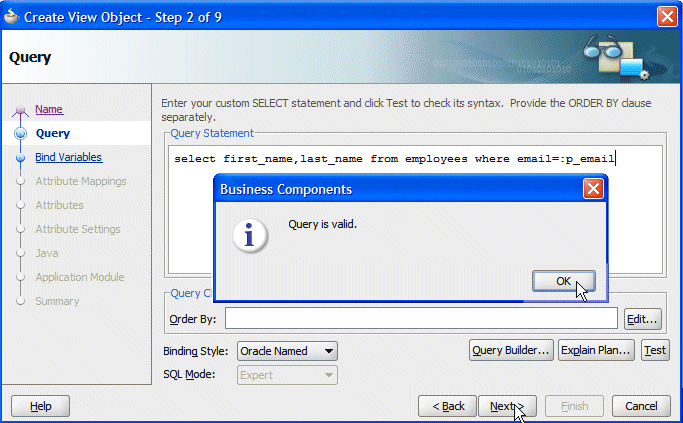 Create View Object - Step 2 of 9
Query
Name
Query
Bind Variables
Attribute Mappings
Attributes
Attribute Settings
Java
Application Module
Summary
Enter your custom SELECT statement and click Test to check its syntax. Provide the ORDER BY clause
separately.
Query Statement
select first_name,last_name from employees where email=:p_email
Business Components
Query is valid.
OK
Query Cl
Order By:
Edit...
Binding Style: Oracle Named
Query Builder... Explain Plan... Test
SQL Mode: Expert
Help
< Back Next > Finish Cancel